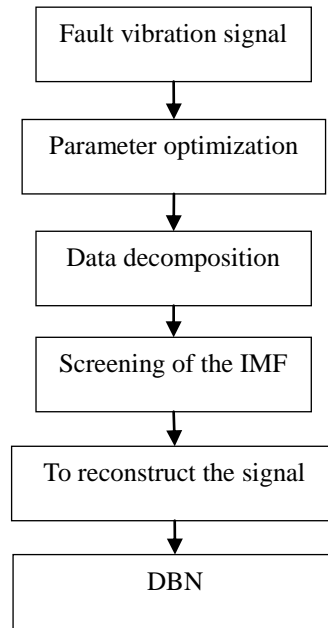 Fault vibration signal
Parameter optimization
Data decomposition
Screening of the IMF
To reconstruct the signal
DBN